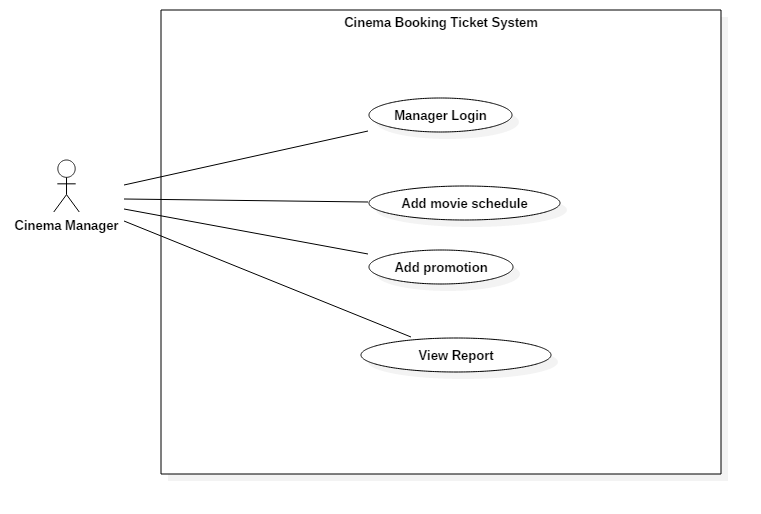 Cinema Booking Ticket System
Manager Login
Add movie schedule
Cinema Manager
Add promotion
View Report